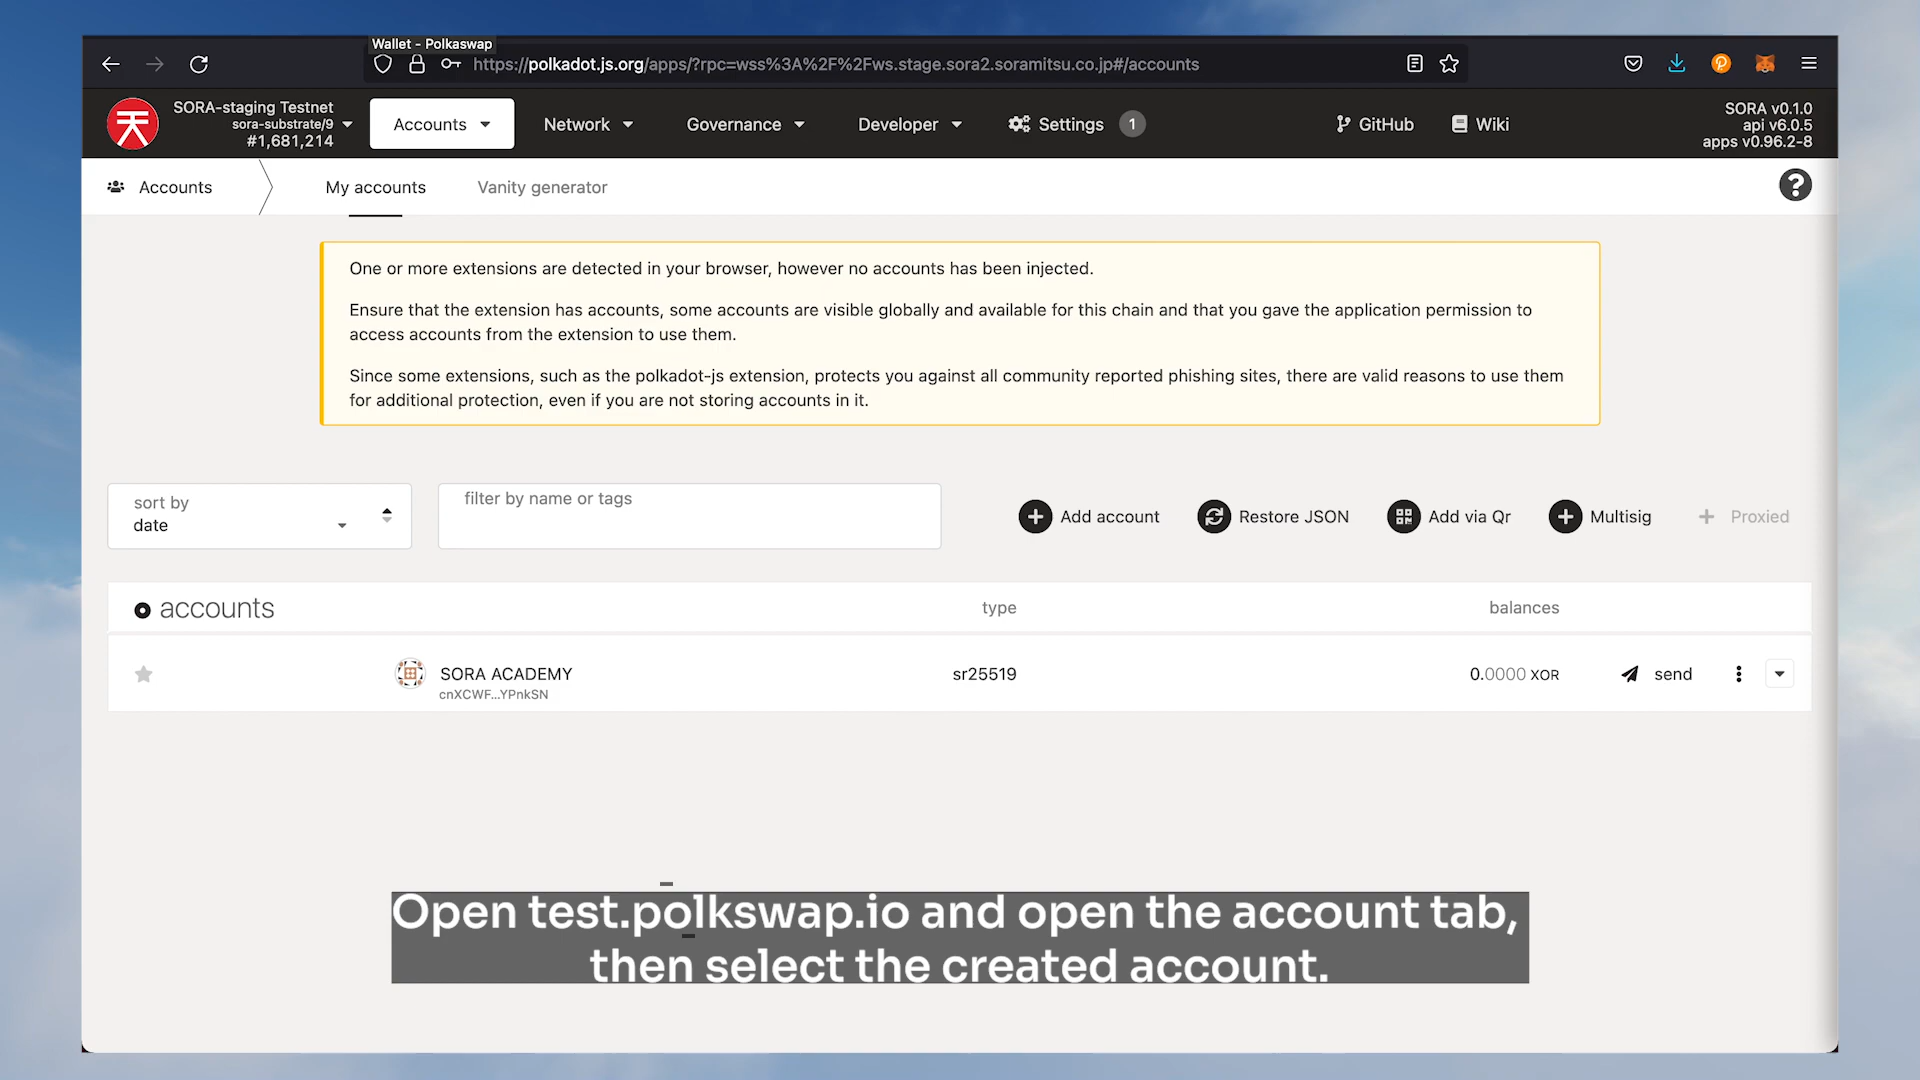 Wallet - Polkaswap
https://polkadot.js.org/apps/?rpc=wss%3A%2F%2Fws.stage.sora2.soramitsu.co.jp#/accounts
SORA-staging Testnet
sora-substrate/9
#1,681,214
Accounts
Network
Governance
Developer
Settings
1
GitHub
Wiki
SORA v0.1.0
api v6.0.5
apps v0.96.2-8
Accounts
My accounts
Vanity generator
One or more extensions are detected in your browser, however no accounts has been injected.
Ensure that the extension has accounts, some accounts are visible globally and available for this chain and that you gave the application permission to
access accounts from the extension to use them.
Since some extensions, such as the polkadot-js extension, protects you against all community reported phishing sites, there are valid reasons to use them
for additional protection, even if you are not storing accounts in it.
sort by
date
filter by name or tags
Add account
Restore JSON
Add via Qr
Multisig
Proxied
accounts
type
balances
SORA ACADEMY
cnXCWF...YPnkSN
sr25519
0.0000 XOR
send
Open test.polkswap.io and open the account tab,
then select the created account.